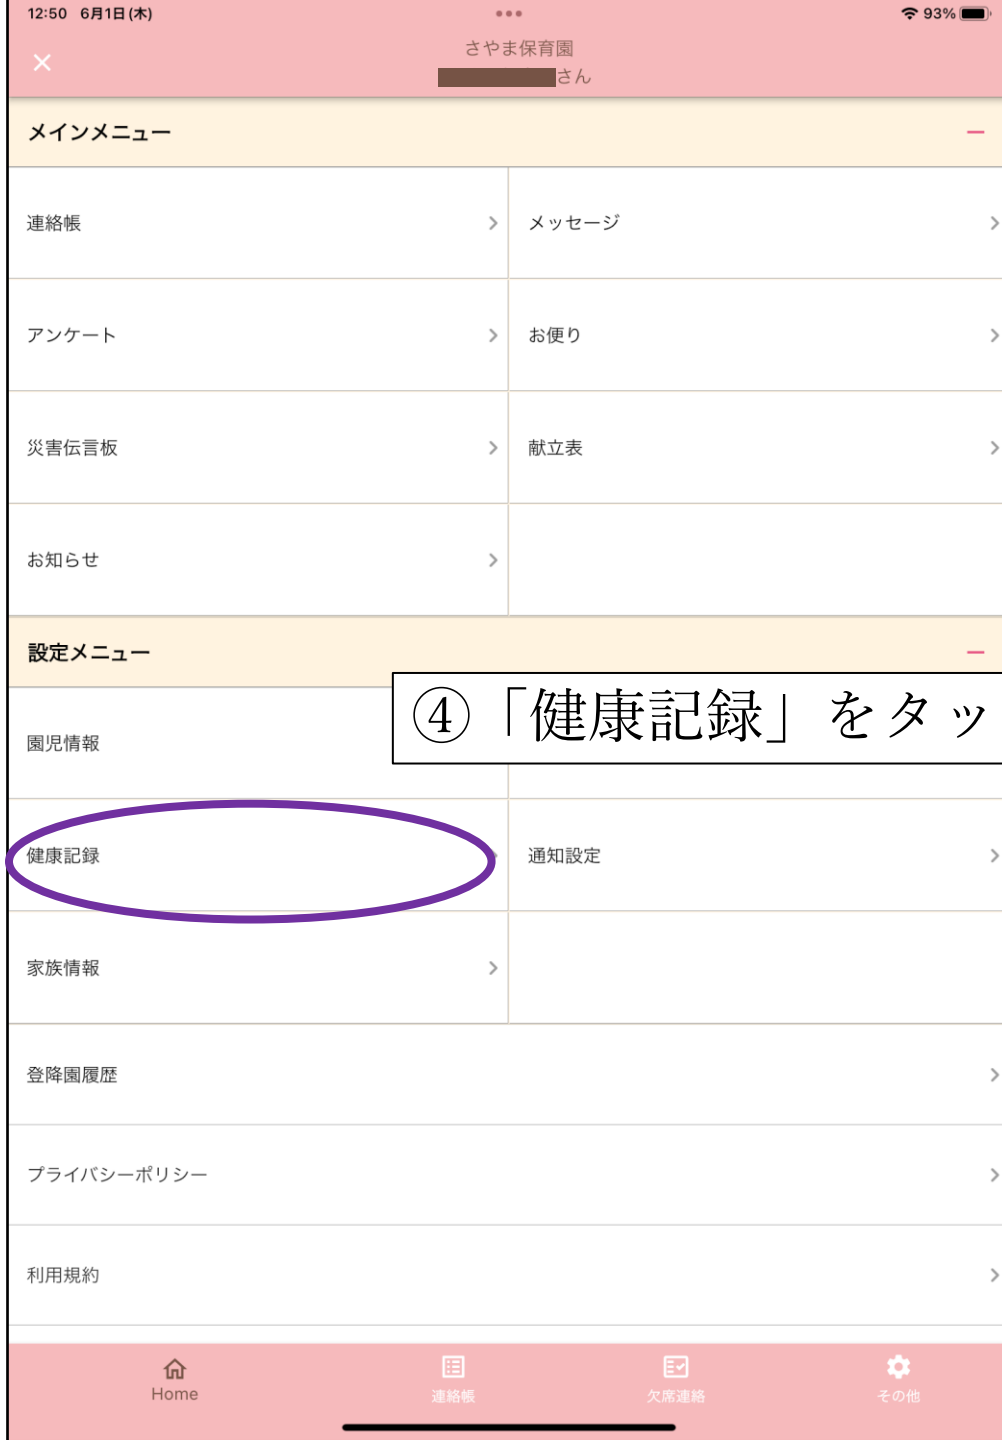 12:50 6月1日(木)
93%
さやま保育園
さん
メインメニュー
連絡帳
メッセージ
アンケート
お便り
災害伝言板
献立表
お知らせ
設定メニュー
④「健康記録」をタッ
園児情報
健康記録
通知設定
家族情報
登降園履歴
プライバシーポリシー
利用規約
Home
連絡帳
欠席連絡
その他